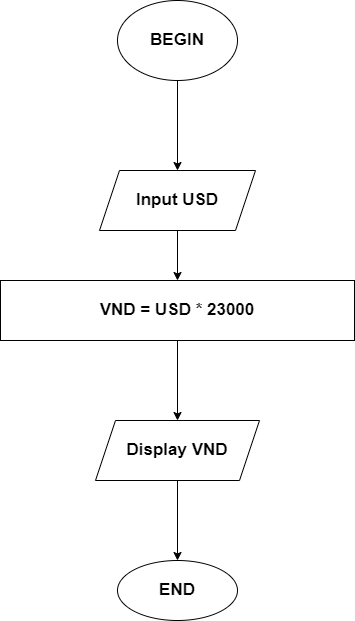 BEGIN
Input USD
VND = USD * 23000
Display VND
END